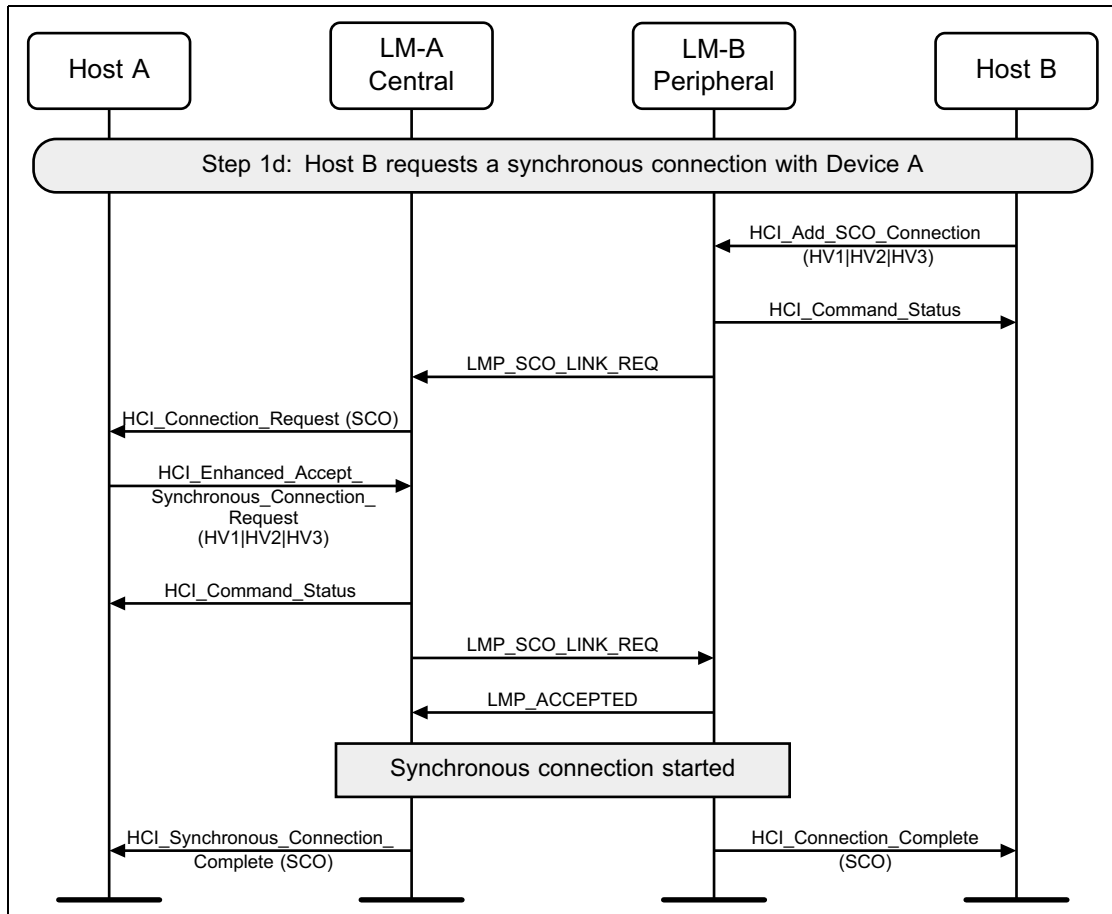 Host A
LM-A
Central
LM-B
Peripheral
Host B
Step 1d: Host B requests a synchronous connection with Device A
HCI_Add_SCO_Connection
(HV1|HV2|HV3)
HCI_Command_Status
LMP_SCO_LINK_REQ
HCI_Connection_Request (SCO)
HCI_Enhanced_Accept_
Synchronous_Connection_
Request
(HV1|HV2|HV3)
HCI_Command_Status
LMP_SCO_LINK_REQ
LMP_ACCEPTED
Synchronous connection started
HCI_Synchronous_Connection_
Complete (SCO)
HCI_Connection_Complete
(SCO)